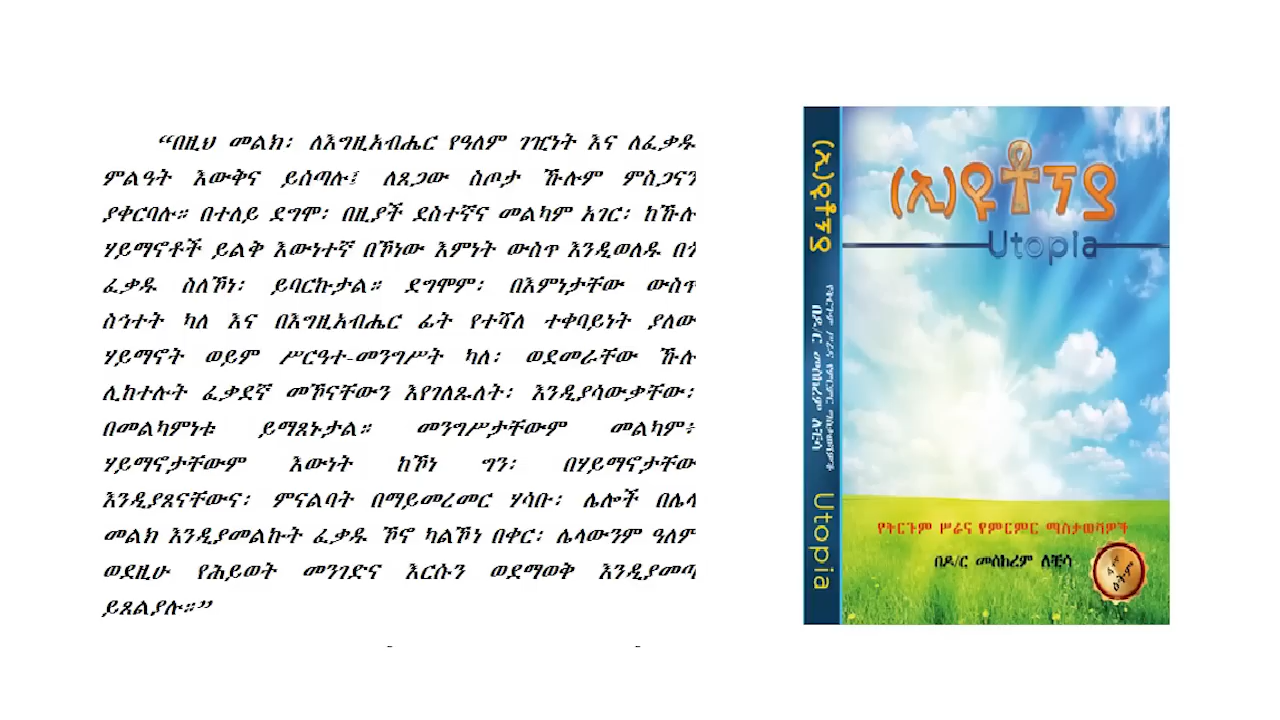 “በዚህ መልክ፡ ለእግዚአብሔር የዓለም ገዢነት እና ለፈቃዱ
ምልዓት እውቅና ይሰጣሉ፤ ለጸጋው ስጦታ ኹሉም ምስጋናን
ያቀርባሉ። በተለይ ደግሞ፡ በዚያች ደስተኛና መልካም አገር፡ ከኹሉ
ሃይማኖቶች ይልቅ እውነተኛ በኾነው እምነት ውስጥ እንዲወለዱ
ፈቃዱ ስለኾነ፡ ይባርኩታል። ደግሞም፡ በእምነታቸው ውስጥ
ስኅተት ካለ እና በእግዚአብሔር ፊት የተሻለ ተቀባይነት ያለው
ሃይማኖት ወይም ሥርዓተ-መንግሥት ካለ፡ ወደመራቸው ኹሉ
ሊከተሉት ፈቃደኛ መኾናቸውን እየገለጹለት፡ እንዲያሳውቃቸው፡
በመልካምነቱ ይማጸኑታል። መንግሥታቸውም መልካም፥
ሃይማኖታቸውም እውነት ከኾነ ግን፡ በሃይማኖታቸው
እንዲያጸናቸውና፡ ምናልባት በማይመረመር ሃሳቡ፡ ሌሎች በሌላ
መልክ እንዲያመልኩት ፈቃዱ ኾኖ ካልኾነ በቀር፡ ሌላውንም ዓለም
ወደዚሁ የሕይወት መንገድና እርሱን ወደማወቅ እንዲያመጣ
ይጸልያሉ።”
(ኢ)ዩቶፕያ
Utopia
የትርጉም ሥራና የምርምር ማስታወሻዎች
በዶ/ር መሰከረም ለቺሳ
(ኢ)ዩቶፕያ
Utopia